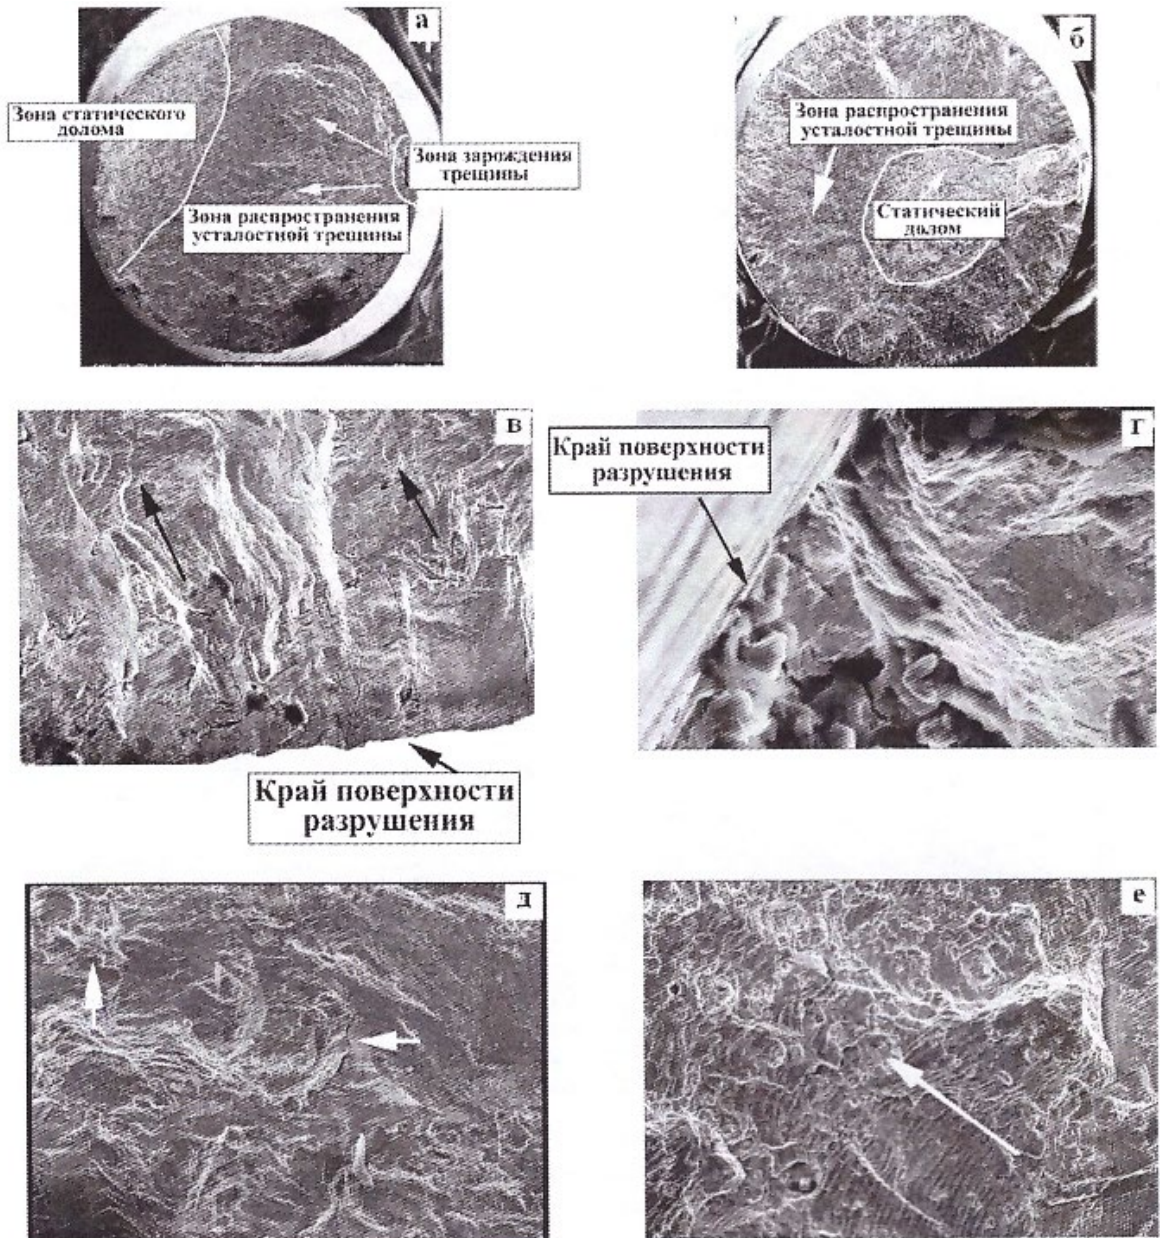 а
Зона статического
долома
Зона зарождения
трещины
Зона распространения
усталостной трещины
б
Зона распространения
усталостной трещины
Статический
долом
в
Край поверхности
разрушения
г
Край поверхности
разрушения
д
е